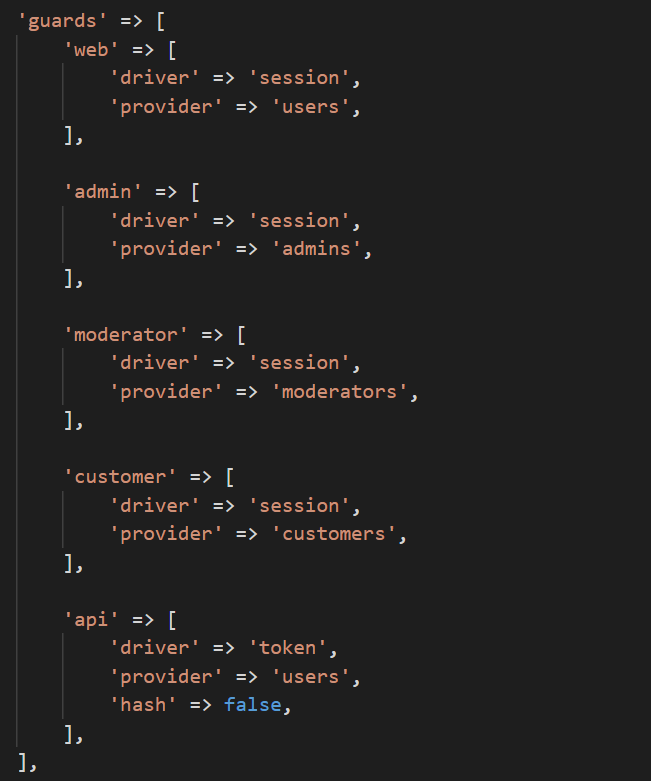 'guards' => [
    'web' => [
        'driver' => 'session',
        'provider' => 'users',
    ],

    'admin' => [
        'driver' => 'session',
        'provider' => 'admins',
    ],

    'moderator' => [
        'driver' => 'session',
        'provider' => 'moderators',
    ],

    'customer' => [
        'driver' => 'session',
        'provider' => 'customers',
    ],

    'api' => [
        'driver' => 'token',
        'provider' => 'users',
        'hash' => false,
    ],
],